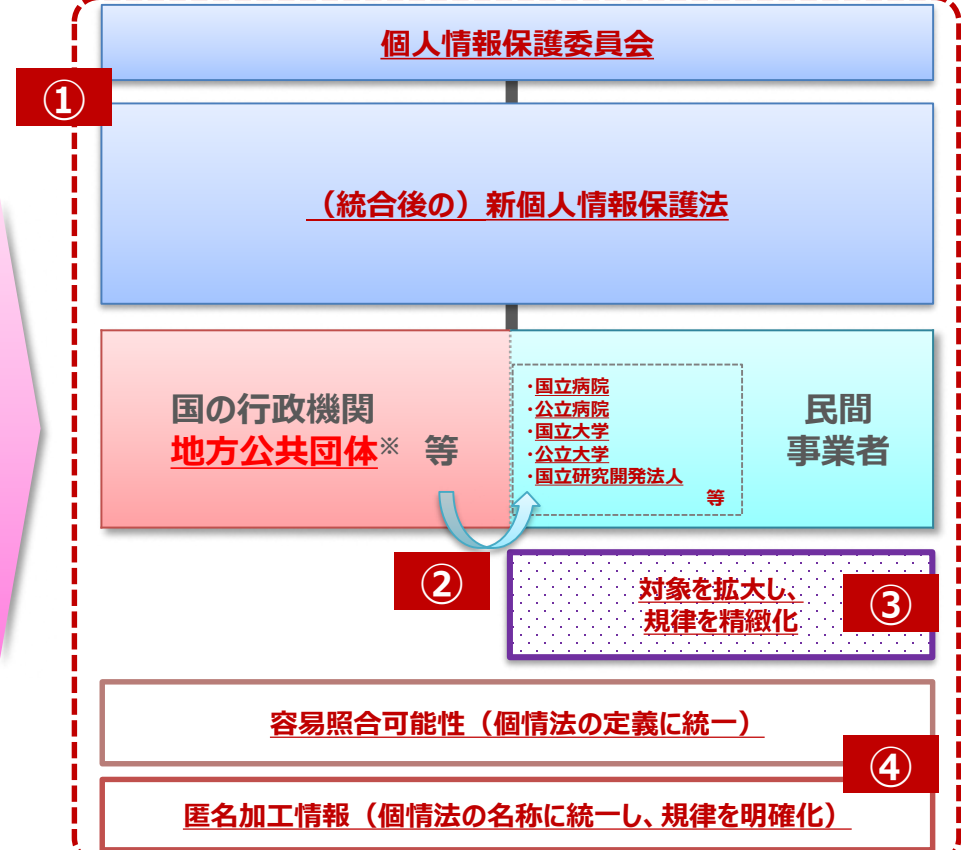 個人情報保護委員会
①
（統合後の）新個人情報保護法
国の行政機関
地方公共団体※ 等
・国立病院
・公立病院
・国立大学
・公立大学
・国立研究開発法人
等
民間
事業者
②
対象を拡大し、
規律を精緻化
③
容易照合可能性（個情法の定義に統一）
④
匿名加工情報（個情法の名称に統一し、規律を明確化）